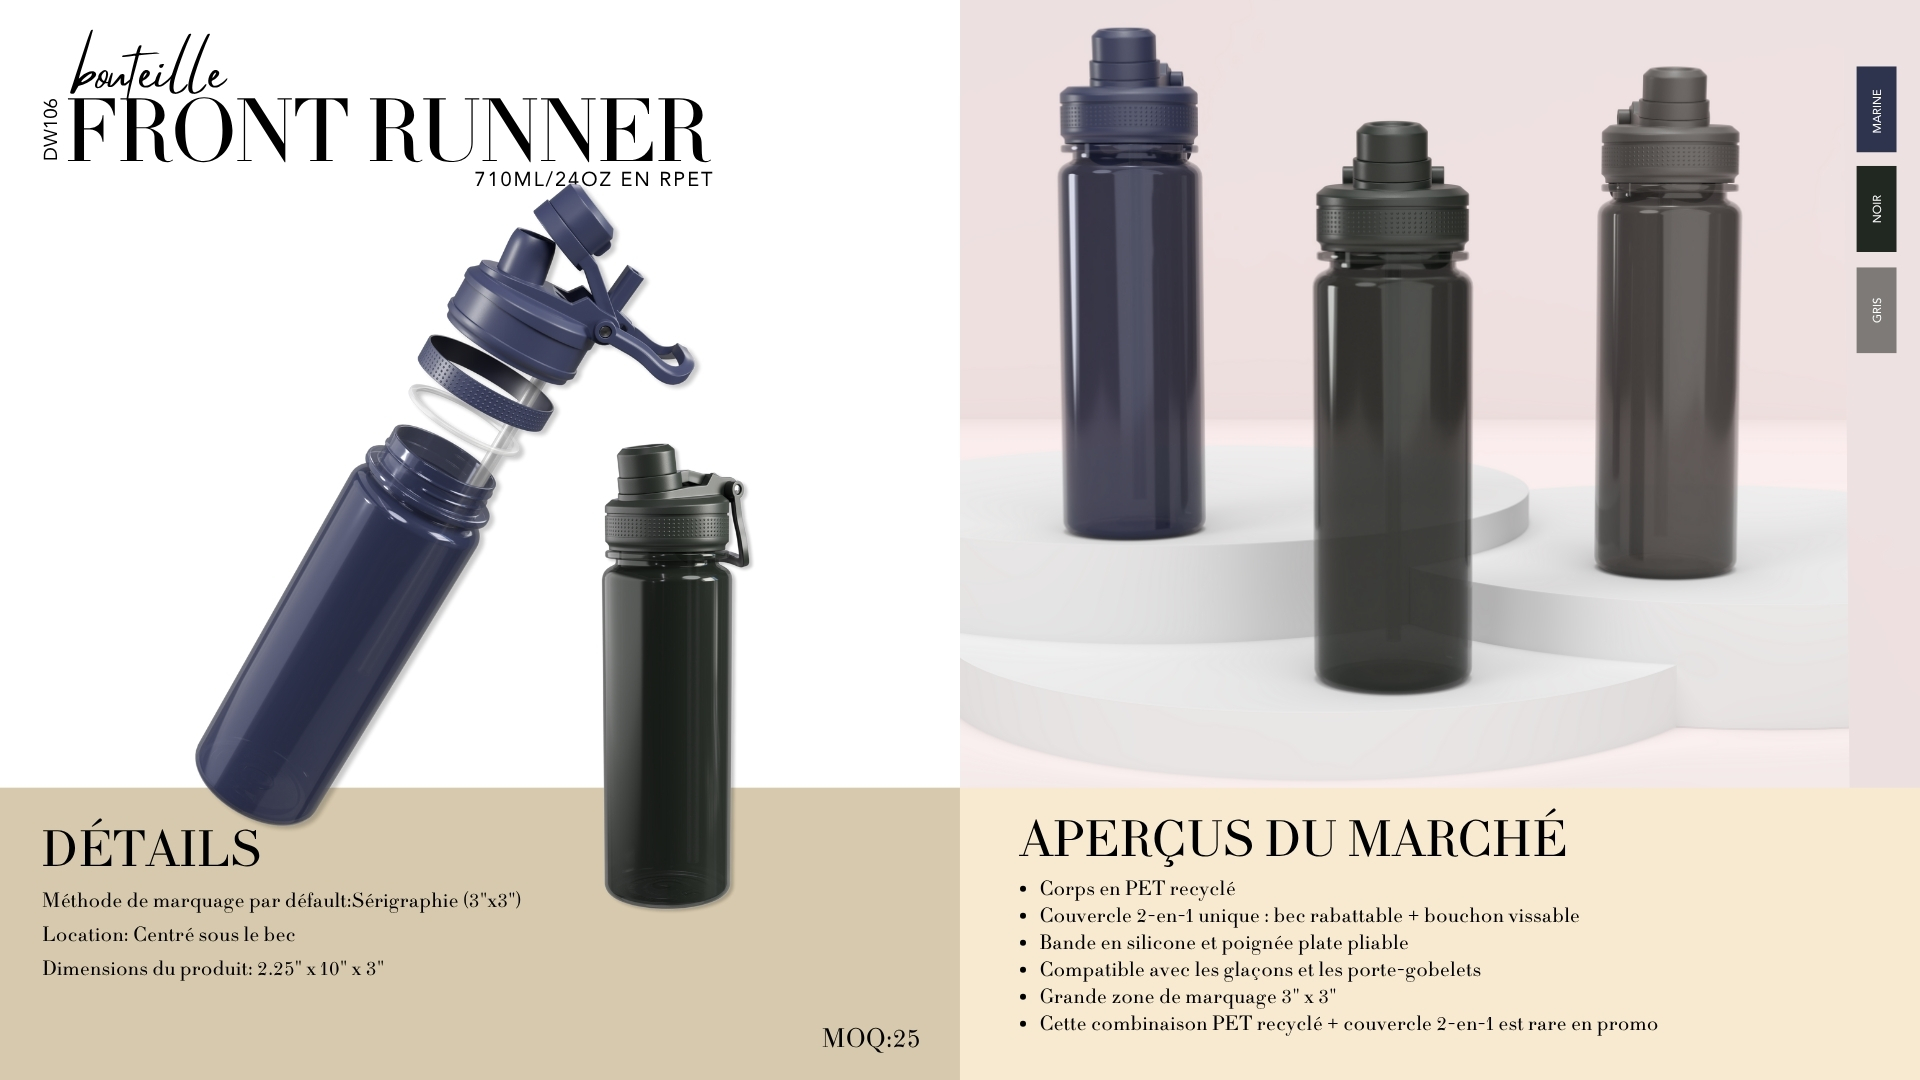 bouteille
DW106
FRONT RUNNER
710ML/24OZ EN RPET
MARINE
NOIR
GRIS
DÉTAILS
Méthode de marquage par défault:Sérigraphie (3"x3")
Location: Centré sous le bec
Dimensions du produit: 2.25" x 10" x 3"
MOQ:25
APERÇUS DU MARCHÉ
• Corps en PET recyclé
• Couvercle 2-en-1 unique : bec rabattable + bouchon vissable
• Bande en silicone et poignée plate pliable
• Compatible avec les glaçons et les porte-gobelets
• Grande zone de marquage 3" x 3"
• Cette combinaison PET recyclé + couvercle 2-en-1 est rare en promo